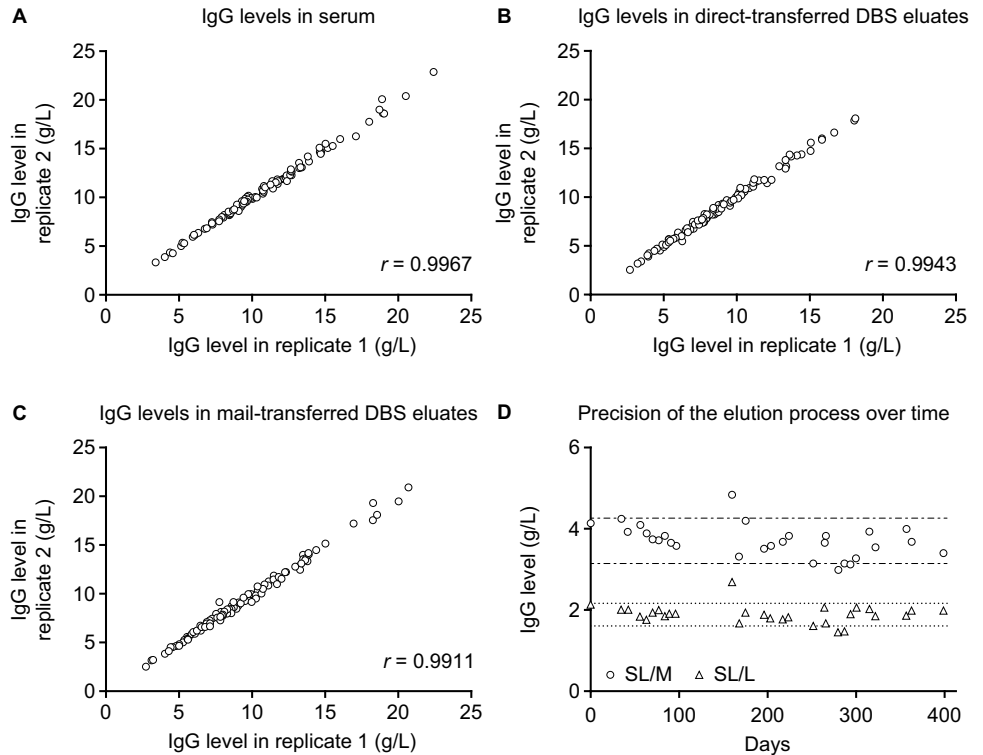 A IgG levels in serum
25
20
15
10
5
0
0 5 10 15 20 25
IgG level in
replicate 2 (g/L)
r = 0.9967
IgG level in replicate 1 (g/L)
B IgG levels in direct-transferred DBS eluates
25
20
15
10
5
0
0 5 10 15 20 25
IgG level in
replicate 2 (g/L)
r = 0.9943
IgG level in replicate 1 (g/L)
C IgG levels in mail-transferred DBS eluates
25
20
15
10
5
0
0 5 10 15 20 25
IgG level in
replicate 2 (g/L)
r = 0.9911
IgG level in replicate 1 (g/L)
D Precision of the elution process over time
6
4
2
0
0 100 200 300 400
IgG level (g/L)
SL/M SL/L
Days